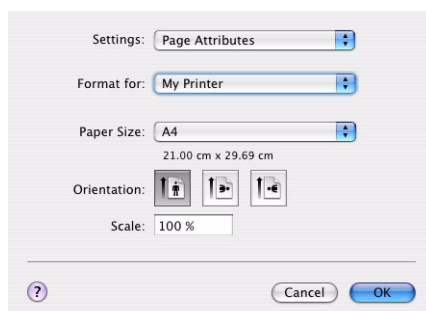 Settings: Page Attributes
Format for: My Printer
Paper Size: A4
21.00 cm x 29.69 cm
Orientation:
Scale: 100 %
? Cancel OK